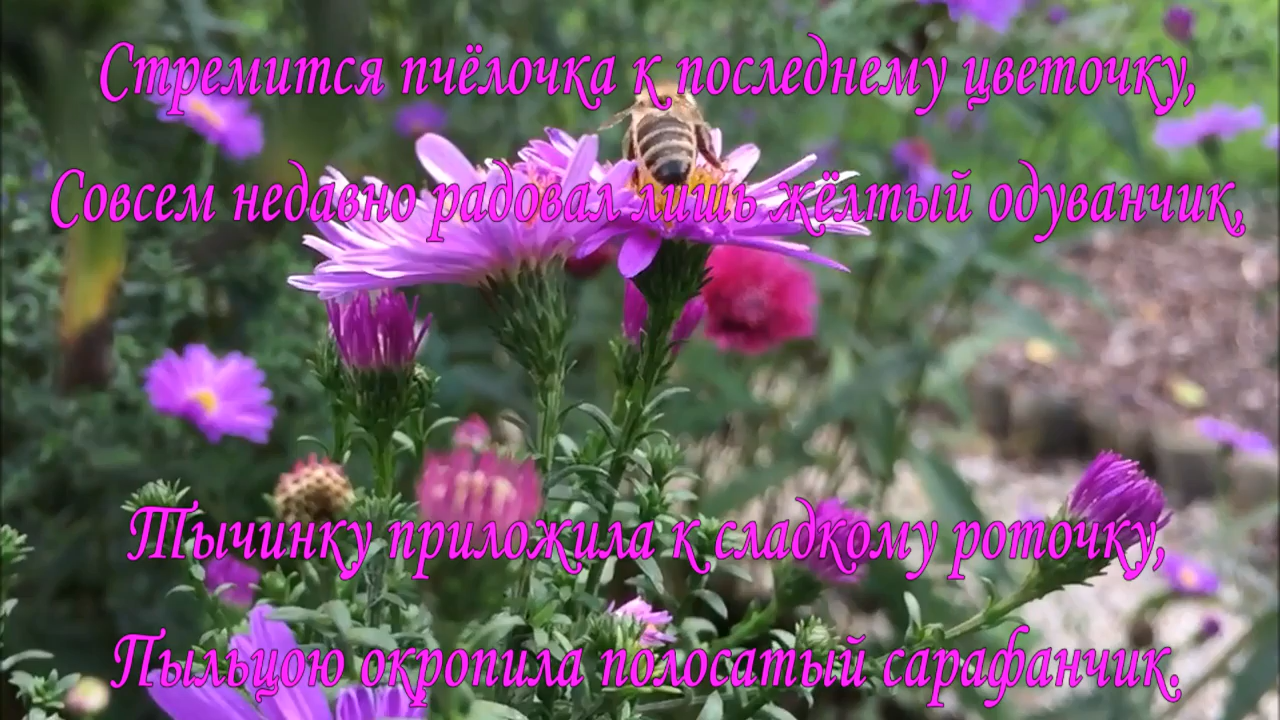 Стремится пчёлочка к последнему цветочку,
Совсем недавно радовал лишь жёлтый одуванчик,
Тычинку приложила к сладкому роточку,
Пыльцою окропила полосатый сарафанчик.